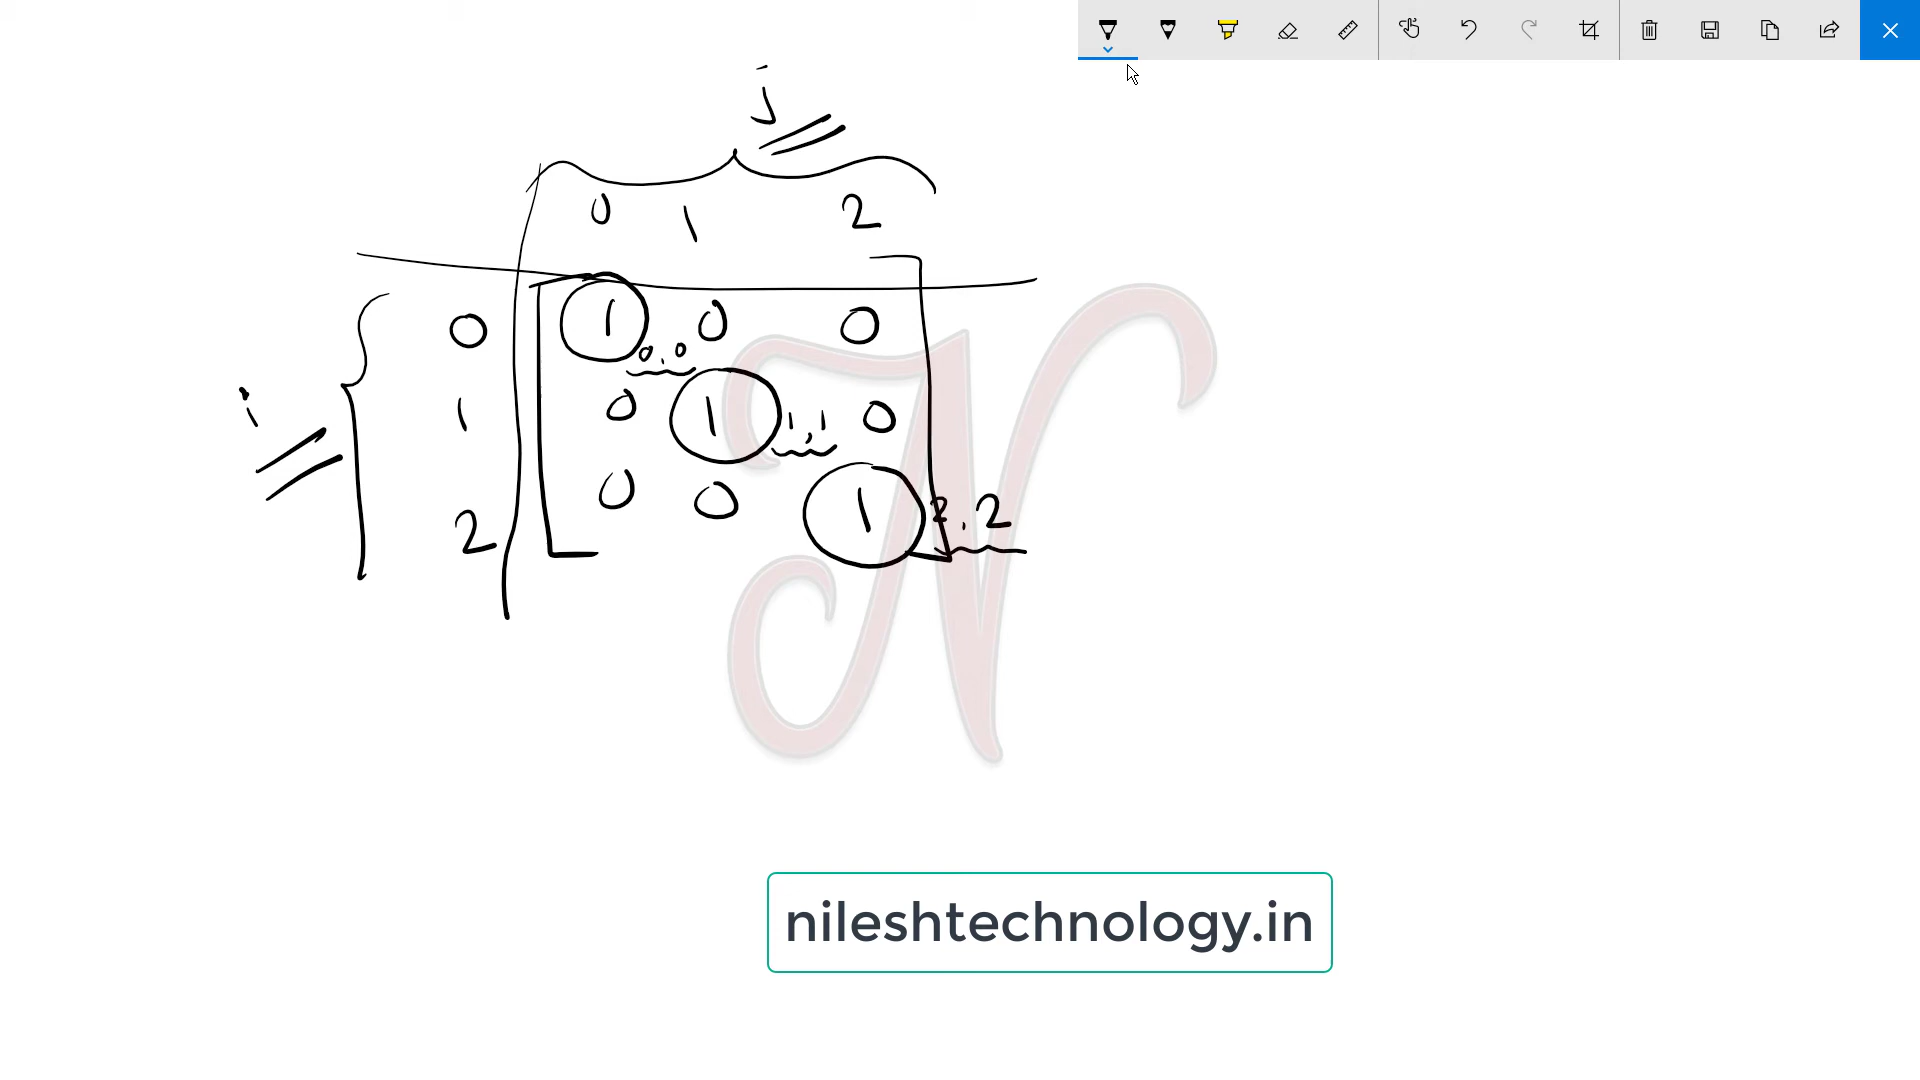 j
0 1 2
0 1 0 0
0,0
i
1 0 1 1,1 0
2 0 0 1 2,2
nileshtechnology.in